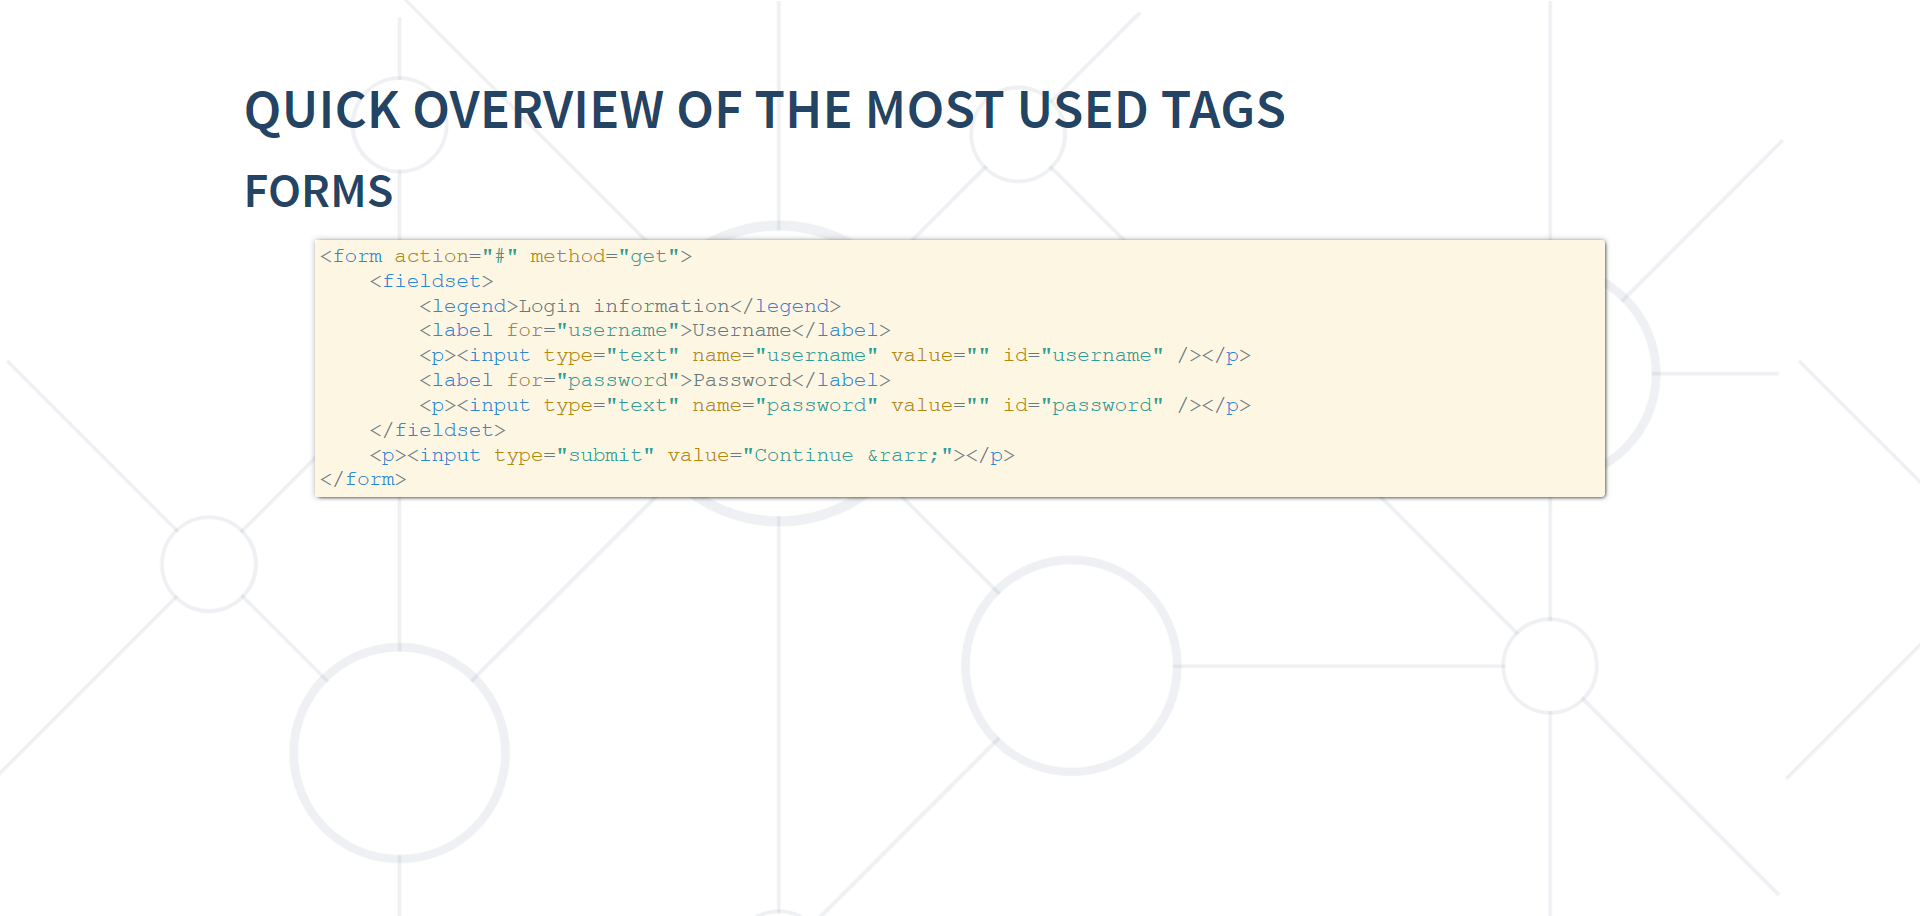 QUICK OVERVIEW OF THE MOST USED TAGS
FORMS
<form action="#" method="get">
    <fieldset>
        <legend>Login information</legend>
        <label for="username">Username</label>
        <p><input type="text" name="username" value="" id="username" /></p>
        <label for="password">Password</label>
        <p><input type="text" name="password" value="" id="password" /></p>
    </fieldset>
    <p><input type="submit" value="Continue &rarr;"></p>
</form>